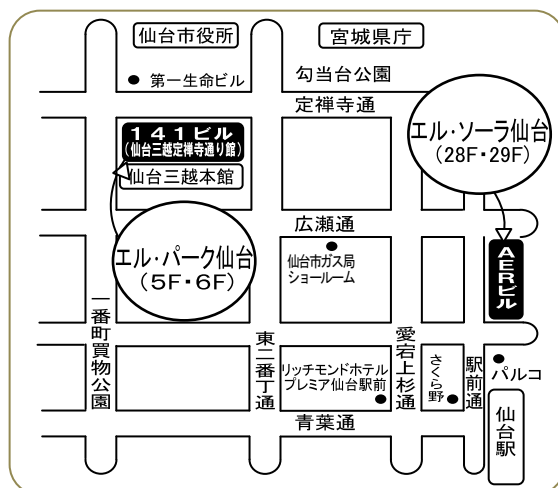 仙台市役所
宮城県庁
第一生命ビル
勾当台公園
定禅寺通
141ビル
(仙台三越定禅寺通り館)
仙台三越本館
エル・ソーラ仙台
(28F・29F)
広瀬通
エル・パーク仙台
(5F・6F)
仙台市ガス局
ショールーム
AERビル
一番町買物公園
東二番丁通
愛宕上杉通
駅前通
リッチモンドホテル
プレミア仙台駅前
さくら野
パルコ
青葉通
仙台駅